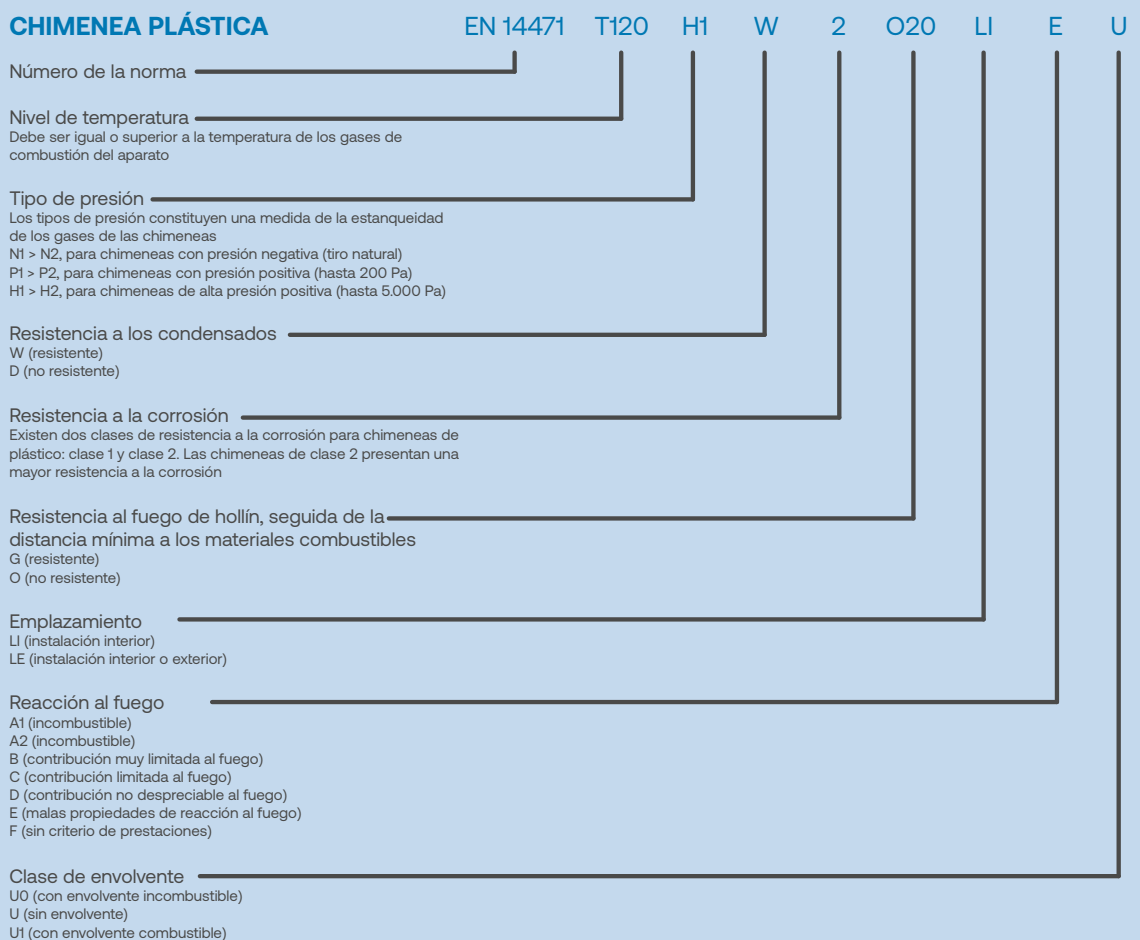 CHIMENEA PLÁSTICA EN 14471 T120 H1 W 2 O20 LI E U
Número de la norma
Nivel de temperatura
Debe ser igual o superior a la temperatura de los gases de
combustión del aparato
Tipo de presión
Los tipos de presión constituyen una medida de la estanqueidad
de los gases de las chimeneas
N1 > N2, para chimeneas con presión negativa (tiro natural)
P1 > P2, para chimeneas con presión positiva (hasta 200 Pa)
H1 > H2, para chimeneas de alta presión positiva (hasta 5.000 Pa)
Resistencia a los condensados
W (resistente)
D (no resistente)
Resistencia a la corrosión
Existen dos clases de resistencia a la corrosión para chimeneas de
plástico: clase 1 y clase 2. Las chimeneas de clase 2 presentan una
mayor resistencia a la corrosión
Resistencia al fuego de hollín, seguida de la
distancia mínima a los materiales combustibles
G (resistente)
O (no resistente)
Emplazamiento
LI (instalación interior)
LE (instalación interior o exterior)
Reacción al fuego
A1 (incombustible)
A2 (incombustible)
B (contribución muy limitada al fuego)
C (contribución limitada al fuego)
D (contribución no despreciable al fuego)
E (malas propiedades de reacción al fuego)
F (sin criterio de prestaciones)
Clase de envolvente
U0 (con envolvente incombustible)
U (sin envolvente)
U1 (con envolvente combustible)